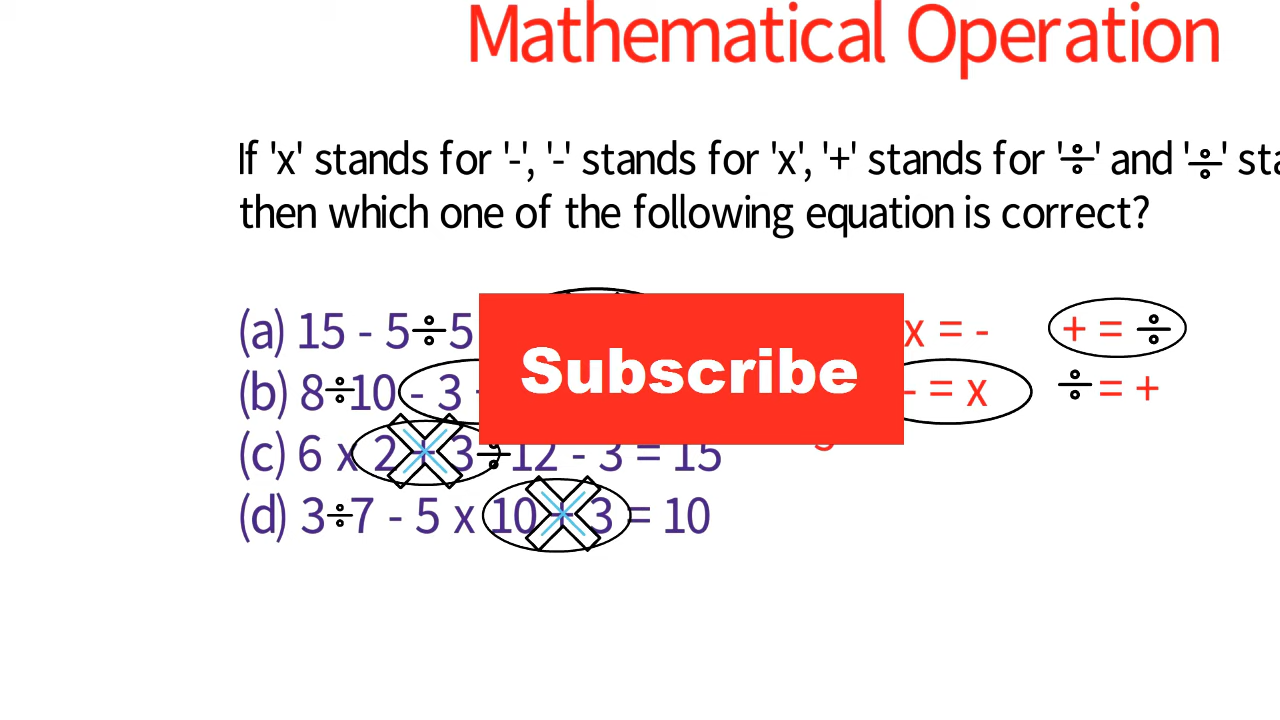 Mathematical Operation
If 'x' stands for '-', '-' stands for 'x', '+' stands for '÷' and '÷'
then which one of the following equation is correct?
(a) 15 - 5÷5 x = - + = ÷
(b) 8÷10 - 3 - = x ÷ = +
Subscribe
(c) 6 x 2 + 3÷12 - 3 = 15
(d) 3÷7 - 5 x 10 + 3 = 10